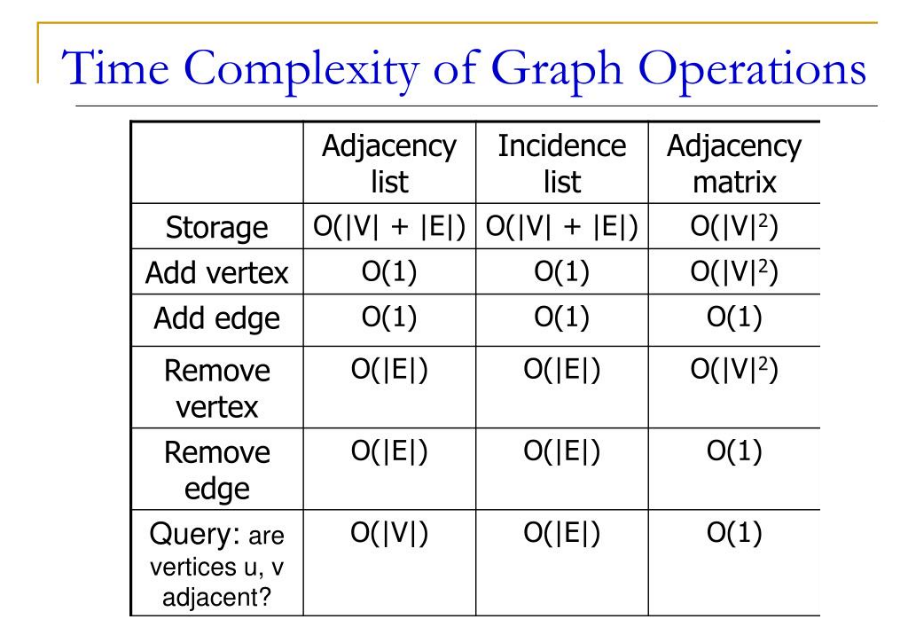 Time Complexity of Graph Operations
Adjacency list Incidence list Adjacency matrix
Storage O(|V| + |E|) O(|V| + |E|) O(|V|²)
Add vertex O(1) O(1) O(|V|²)
Add edge O(1) O(1) O(1)
Remove vertex O(|E|) O(|E|) O(|V|²)
Remove edge O(|E|) O(|E|) O(1)
Query: are vertices u, v adjacent? O(|V|) O(|E|) O(1)